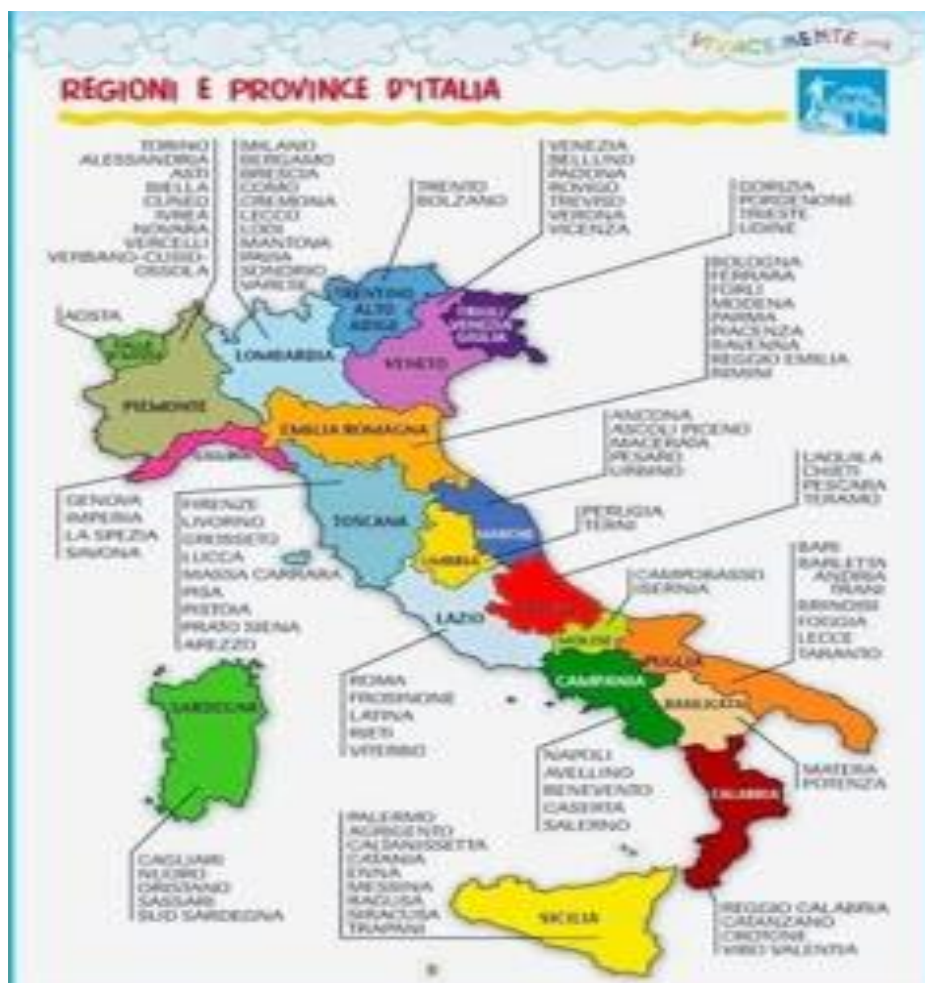 REGIONI E PROVINCE D'ITALIA
TORINO
ALESSANDRIA
ASTI
BIELLA
CUNEO
IVREA
NOVARA
VERCELLI
VERBANO-CUSIO-
OSSOLA
MILANO
BERGAMO
BRESCIA
COMO
CREMONA
LECCO
LODI
MANTOVA
PAVIA
SONDRIO
VARESE
TRENTO
BOLZANO
VENEZIA
BELLUNO
PADOVA
ROVIGO
TREVISO
VERONA
VICENZA
GORIZIA
PORDENONE
TRIESTE
UDINE
BOLOGNA
FERRARA
FORLI
MODENA
PARMA
PIACENZA
RAVENNA
REGGIO EMILIA
RIMINI
AOSTA
TRENTINO
ALTO
ADIGE
FRIULI
VENEZIA
GIULIA
LOMBARDIA
VENETO
PIEMONTE
EMILIA ROMAGNA
LIGURIA
ANCONA
ASCOLI PICENO
MACERATA
PESARO
URBINO
LAQUILA
CHIETI
PESCARA
TERAMO
GENOVA
IMPERIA
LA SPEZIA
SAVONA
FIRENZE
LIVORNO
GROSSETO
LUCCA
MASSA CARRARA
PISA
PISTOIA
PRATO SIENA
AREZZO
TOSCANA
UMBRIA
MARCHE
PERUGIA
TERNI
CAMPOBASSO
ISERNIA
BARI
BARLETTA
ANDRIA
TRANI
BRINDISI
FOGGIA
LECCE
TARANTO
LAZIO
MOLISE
PUGLIA
CAMPANIA
BASILICATA
SARDEGNA
ROMA
FROSINONE
LATINA
RIETI
VITERBO
NAPOLI
AVELLINO
BENEVENTO
CASERTA
SALERNO
MATERA
POTENZA
CALABRIA
CAGLIARI
NUORO
ORISTANO
SASSARI
SUD SARDEGNA
PALERMO
AGRIGENTO
CALTANISSETTA
CATANIA
ENNA
MESSINA
RAGUSA
SIRACUSA
TRAPANI
SICILIA
REGGIO CALABRIA
CATANZARO
CROTONE
VIBO VALENTIA